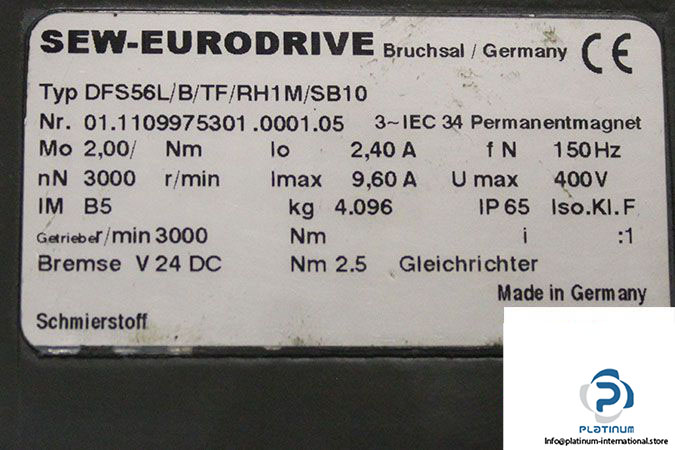 SEW-EURODRIVE Bruchsal / Germany CE
Typ DFS56L/B/TF/RH1M/SB10
Nr. 01.1109975301.0001.05 3~IEC 34 Permanentmagnet
Mo 2,00/ Nm Io 2,40 A f N 150 Hz
nN 3000 r/min Imax 9,60 A U max 400 V
IM B5 kg 4.096 IP 65 Iso.Kl. F
Getriebe r/min 3000 Nm i :1
Bremse V 24 DC Nm 2.5 Gleichrichter
Made in Germany
Schmierstoff
PLATINUM
Info@platinum-international.store